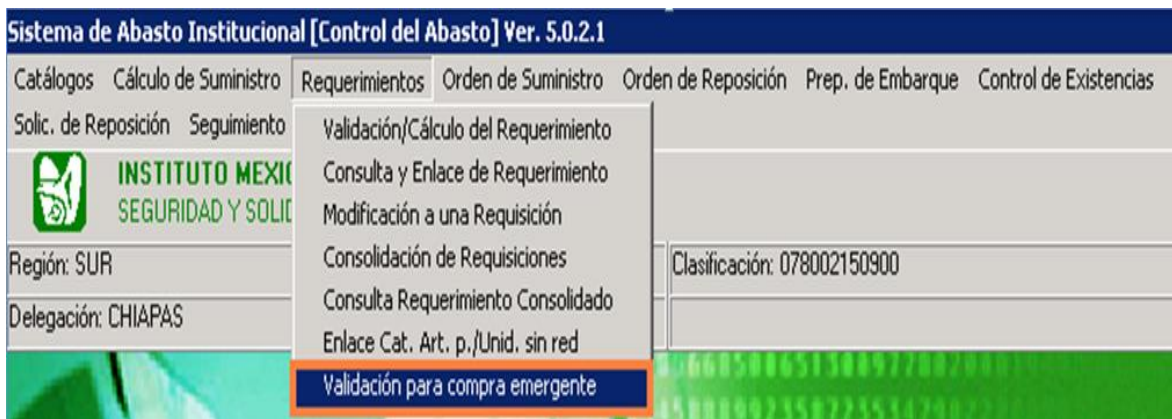 Sistema de Abasto Institucional [Control del Abasto] Ver. 5.0.2.1
Catálogos Cálculo de Suministro Requerimientos Orden de Suministro Orden de Reposición Prep. de Embarque Control de Existencias
Solic. de Reposición Seguimiento
Validación/Cálculo del Requerimiento
Consulta y Enlace de Requerimiento
Modificación a una Requisición
Consolidación de Requisiciones
Consulta Requerimiento Consolidado
Enlace Cat. Art. p./Unid. sin red
Validación para compra emergente
INSTITUTO
SEGURIDAD Y
Región: SUR
Clasificación: 078002150900
Delegación: CHIAPAS